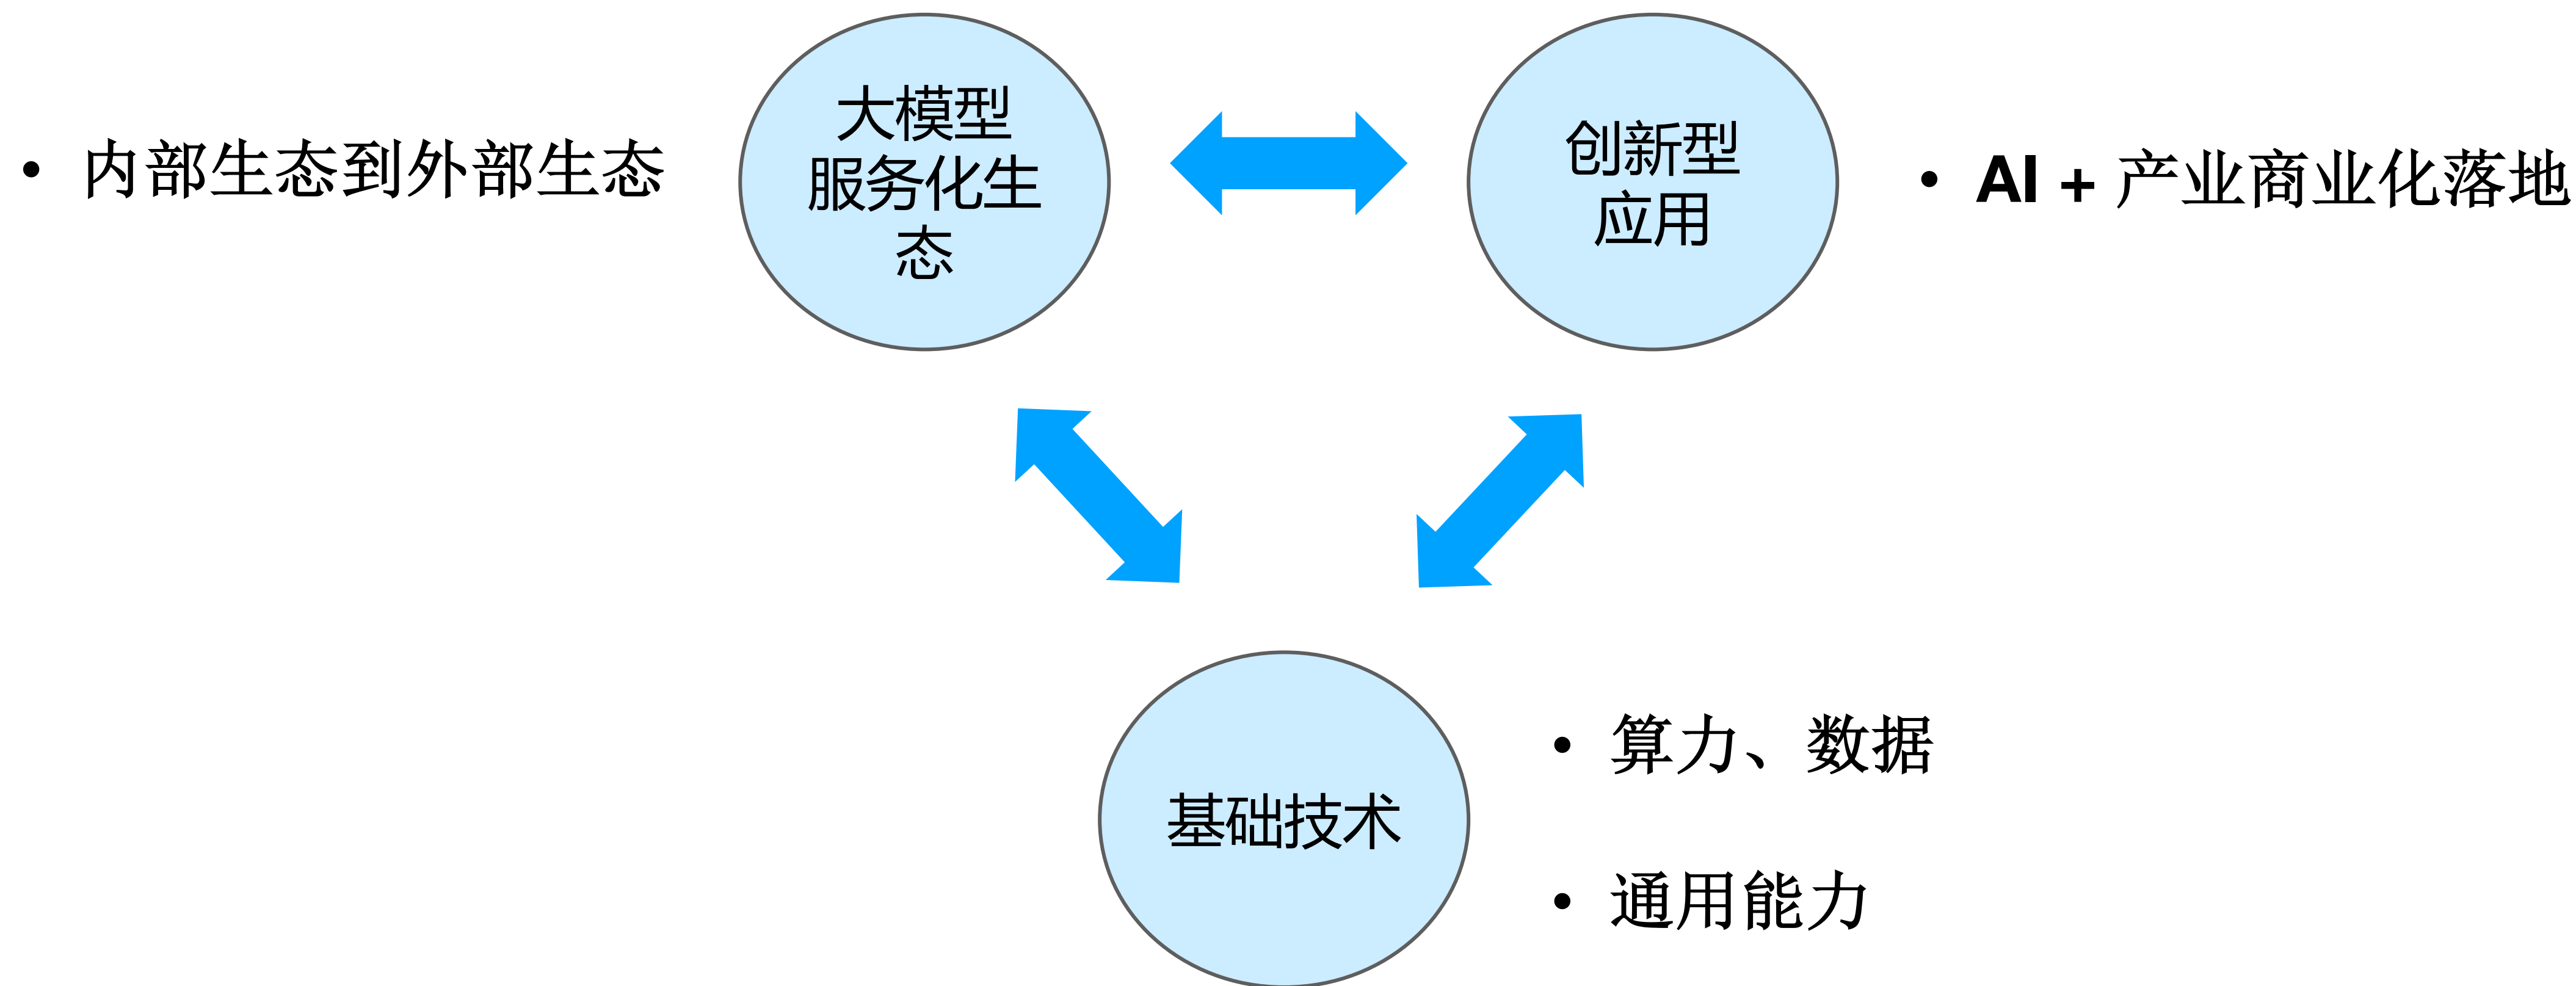 • 内部生态到外部生态
大模型
服务化生
态
创新型
应用
• AI + 产业商业化落地
基础技术
• 算力、数据
• 通用能力